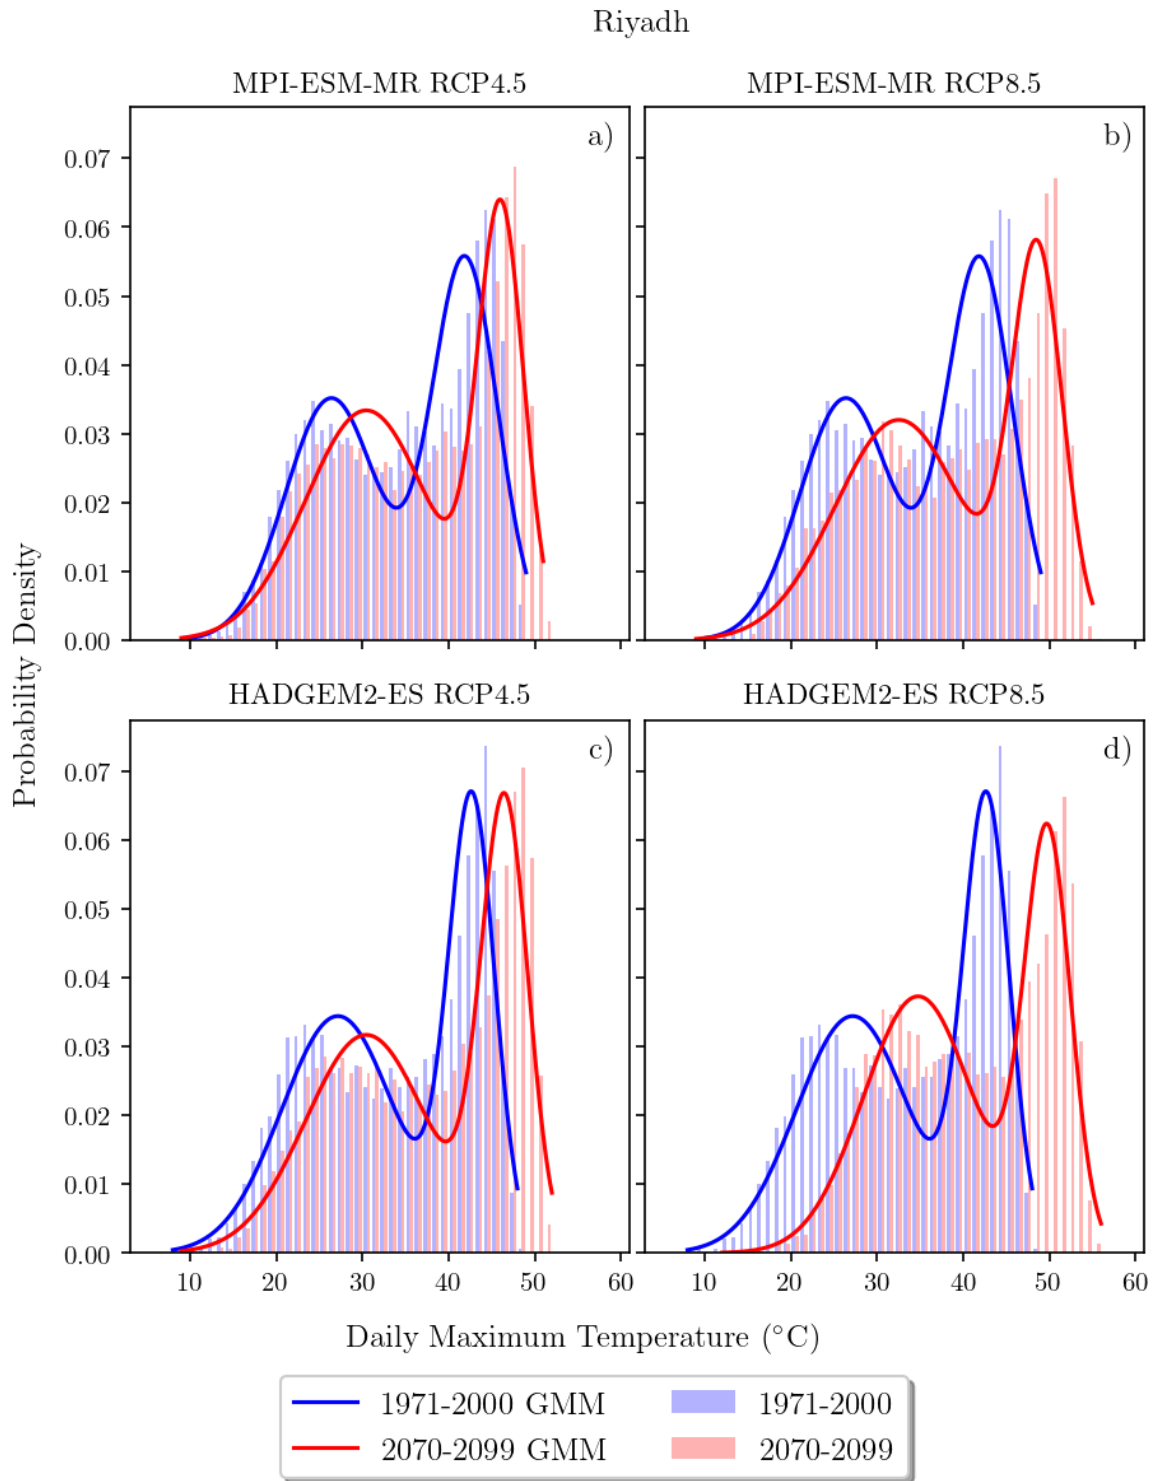 Riyadh
MPI-ESM-MR RCP4.5
MPI-ESM-MR RCP8.5
a)
b)
0.07
0.06
0.05
0.04
0.03
0.02
0.01
0.00
HADGEM2-ES RCP4.5
HADGEM2-ES RCP8.5
c)
d)
0.07
0.06
0.05
0.04
0.03
0.02
0.01
0.00
Probability Density
10 20 30 40 50 60
10 20 30 40 50 60
Daily Maximum Temperature (°C)
1971-2000 GMM
1971-2000
2070-2099 GMM
2070-2099